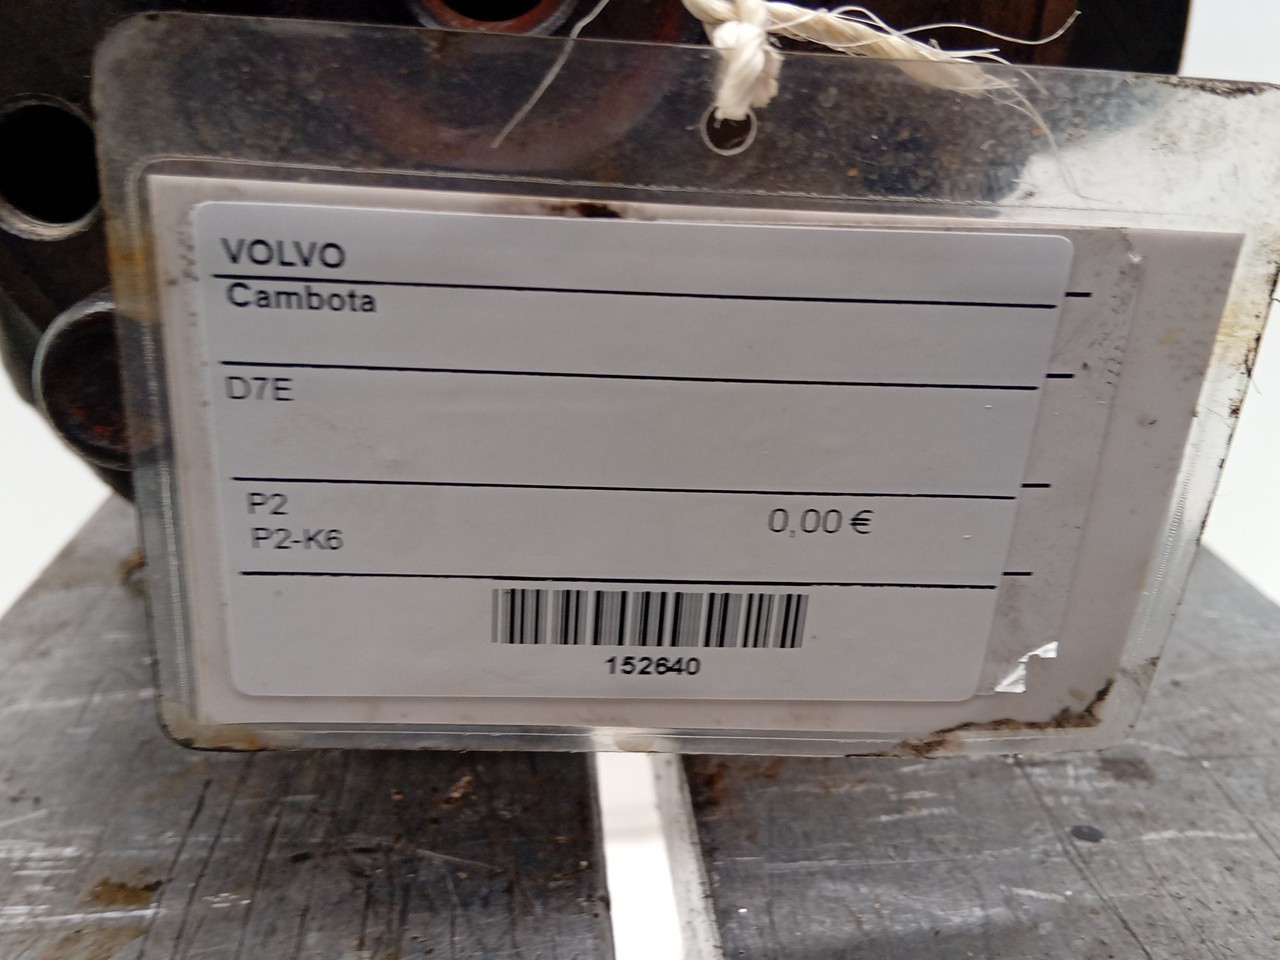 VOLVO
Cambota
D7E
P2
P2-K6
0,00 €
152640